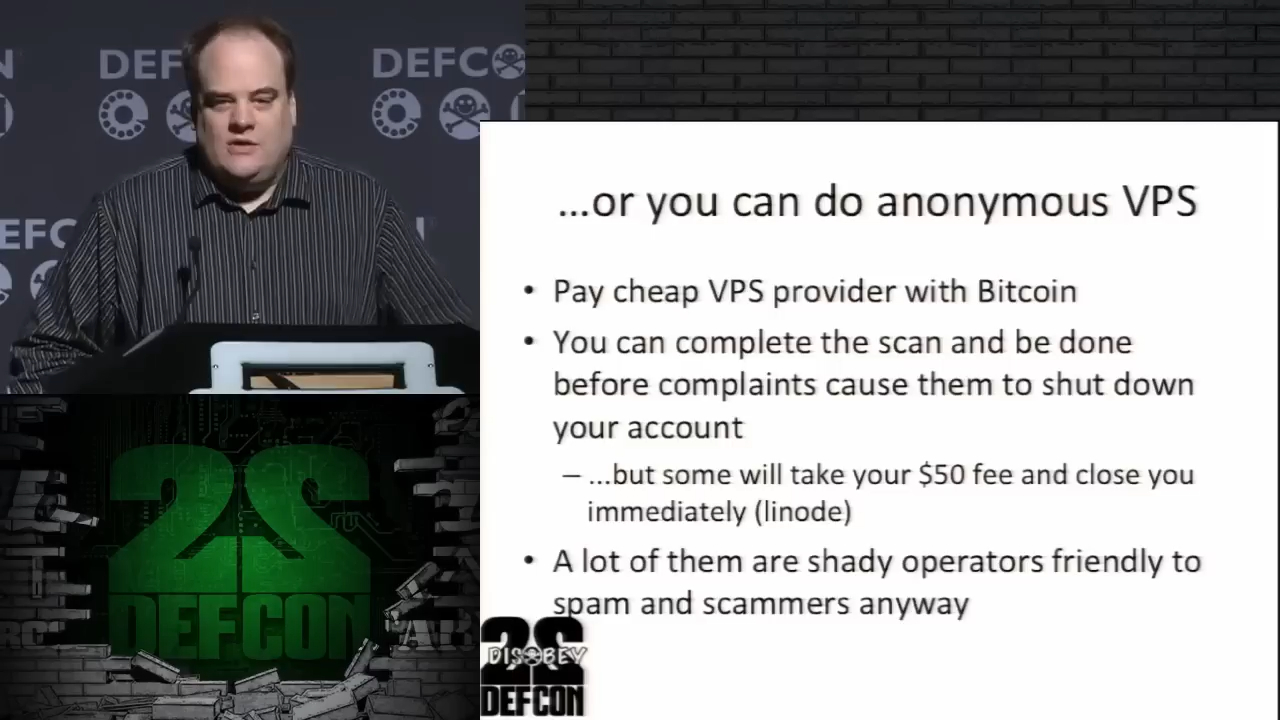 N
DEF
DEFC
EFC
…or you can do anonymous VPS
• Pay cheap VPS provider with Bitcoin
• You can complete the scan and be done
before complaints cause them to shut down
your account
– …but some will take your $50 fee and close you
immediately (linode)
• A lot of them are shady operators friendly to
spam and scammers anyway
22
DEFCON
22
DISOBEY
DEFCON